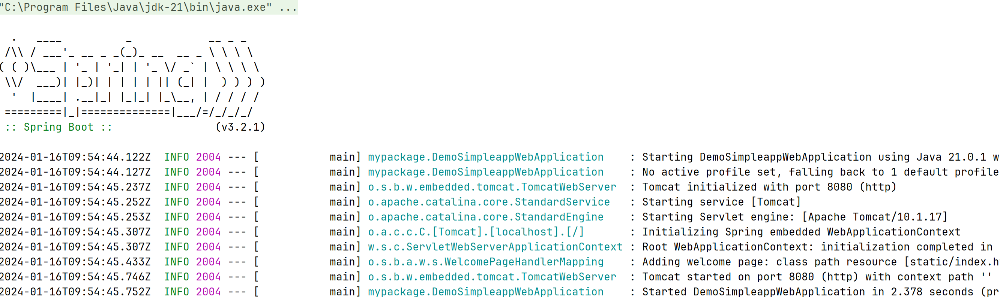 "C:\Program Files\Java\jdk-21\bin\java.exe" ...
  .   ____          _            __ _ _
 /\\ / ___'_ __ _ _(_)_ __  __ _ \ \ \ \
( ( )\___ | '_ | '_| | '_ \/ _` | \ \ \ \
 \\/  ___)| |_)| | | | | || (_| |  ) ) ) )
  '  |____| .__|_| |_|_| |_\__, | / / / /
 =========|_|==============|___/=/_/_/_/
 :: Spring Boot ::                (v3.2.1)
2024-01-16T09:54:44.122Z  INFO 2004 --- [           main] mypackage.DemoSimpleappWebApplication    : Starting DemoSimpleappWebApplication using Java 21.0.1 w
2024-01-16T09:54:44.127Z  INFO 2004 --- [           main] mypackage.DemoSimpleappWebApplication    : No active profile set, falling back to 1 default profile
2024-01-16T09:54:45.237Z  INFO 2004 --- [           main] o.s.b.w.embedded.tomcat.TomcatWebServer  : Tomcat initialized with port 8080 (http)
2024-01-16T09:54:45.252Z  INFO 2004 --- [           main] o.apache.catalina.core.StandardService   : Starting service [Tomcat]
2024-01-16T09:54:45.253Z  INFO 2004 --- [           main] o.apache.catalina.core.StandardEngine    : Starting Servlet engine: [Apache Tomcat/10.1.17]
2024-01-16T09:54:45.307Z  INFO 2004 --- [           main] o.a.c.c.C.[Tomcat].[localhost].[/]       : Initializing Spring embedded WebApplicationContext
2024-01-16T09:54:45.307Z  INFO 2004 --- [           main] w.s.c.ServletWebServerApplicationContext : Root WebApplicationContext: initialization completed in
2024-01-16T09:54:45.433Z  INFO 2004 --- [           main] o.s.b.a.w.s.WelcomePageHandlerMapping    : Adding welcome page: class path resource [static/index.h
2024-01-16T09:54:45.746Z  INFO 2004 --- [           main] o.s.b.w.embedded.tomcat.TomcatWebServer  : Tomcat started on port 8080 (http) with context path ''
2024-01-16T09:54:45.752Z  INFO 2004 --- [           main] mypackage.DemoSimpleappWebApplication    : Started DemoSimpleappWebApplication in 2.378 seconds (pr